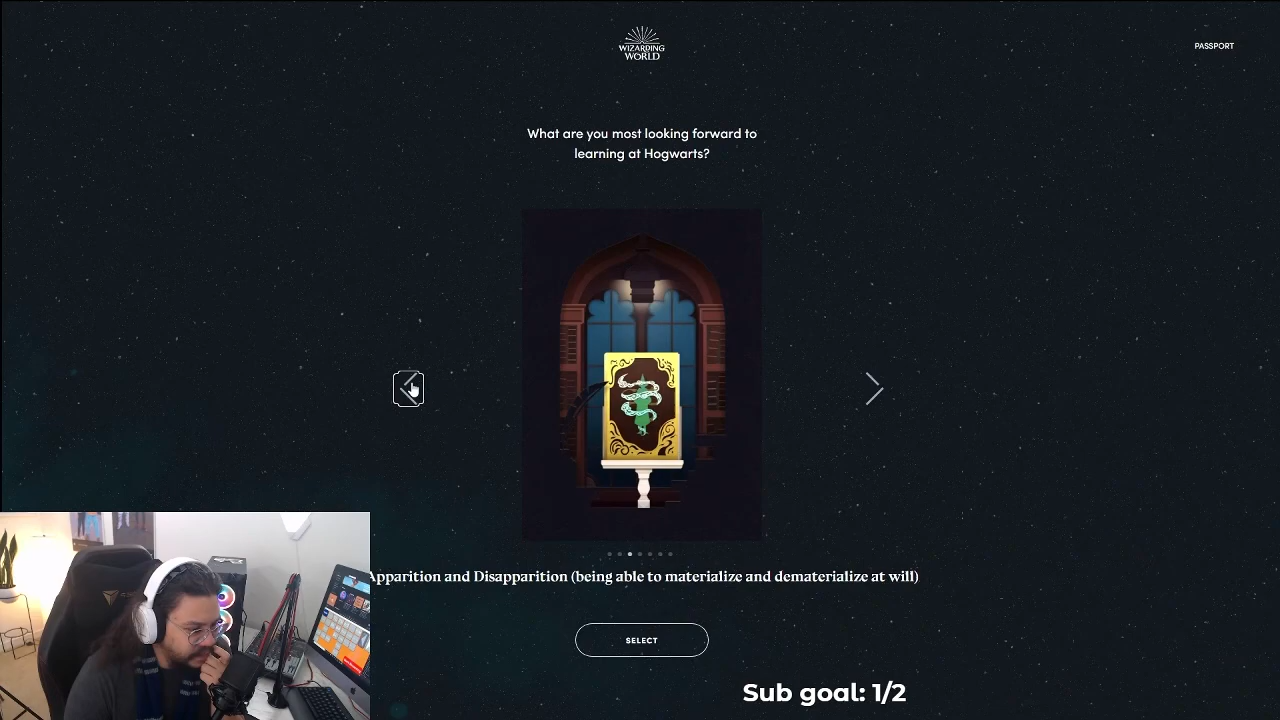 WIZARDING
WORLD
PASSPORT
What are you most looking forward to
learning at Hogwarts?
Apparition and Disapparition (being able to materialize and dematerialize at will)
SELECT
Sub goal: 1/2